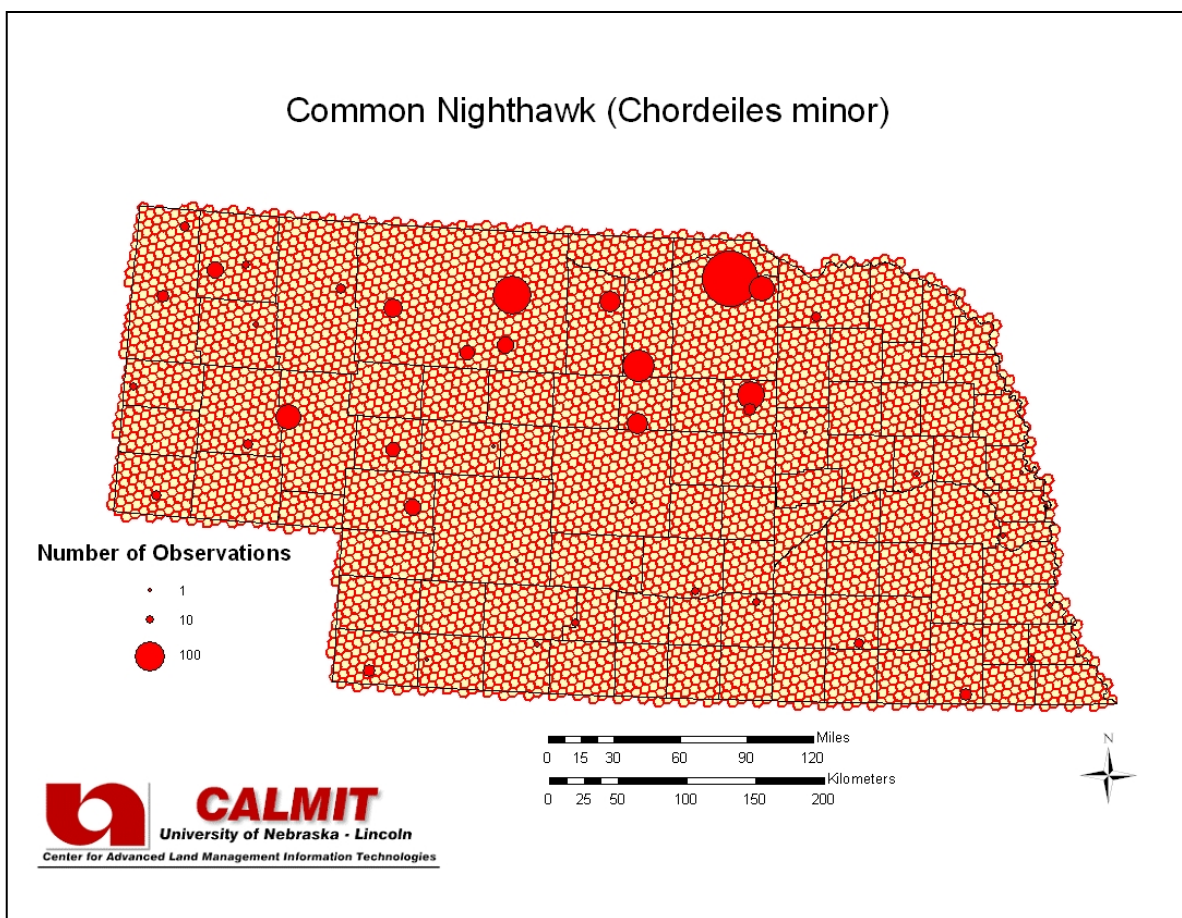 Common Nighthawk (Chordeiles minor)
Number of Observations
1
10
100
Miles
0 15 30 60 90 120
Kilometers
0 25 50 100 150 200
N
CALMIT
University of Nebraska - Lincoln
Center for Advanced Land Management Information Technologies